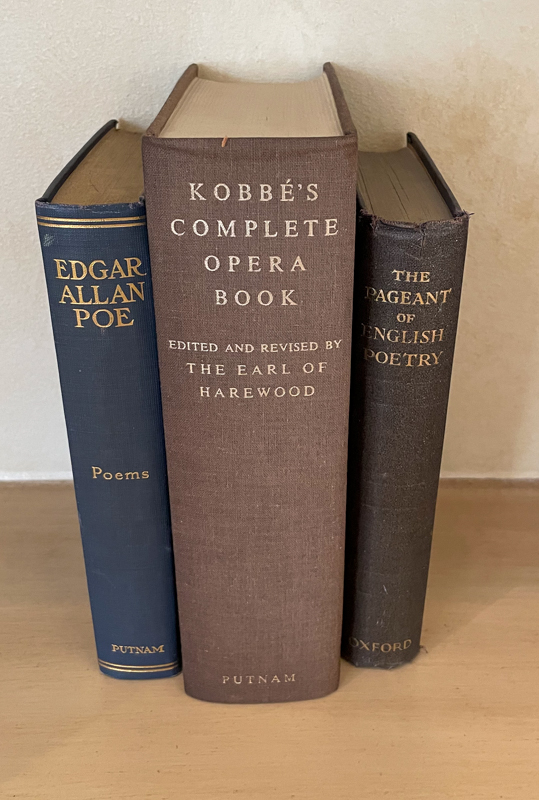 EDGAR
ALLAN
POE
Poems
PUTNAM
KOBBÉ'S
COMPLETE
OPERA
BOOK
EDITED AND REVISED BY
THE EARL OF
HAREWOOD
PUTNAM
THE
PAGEANT
OF
ENGLISH
POETRY
OXFORD